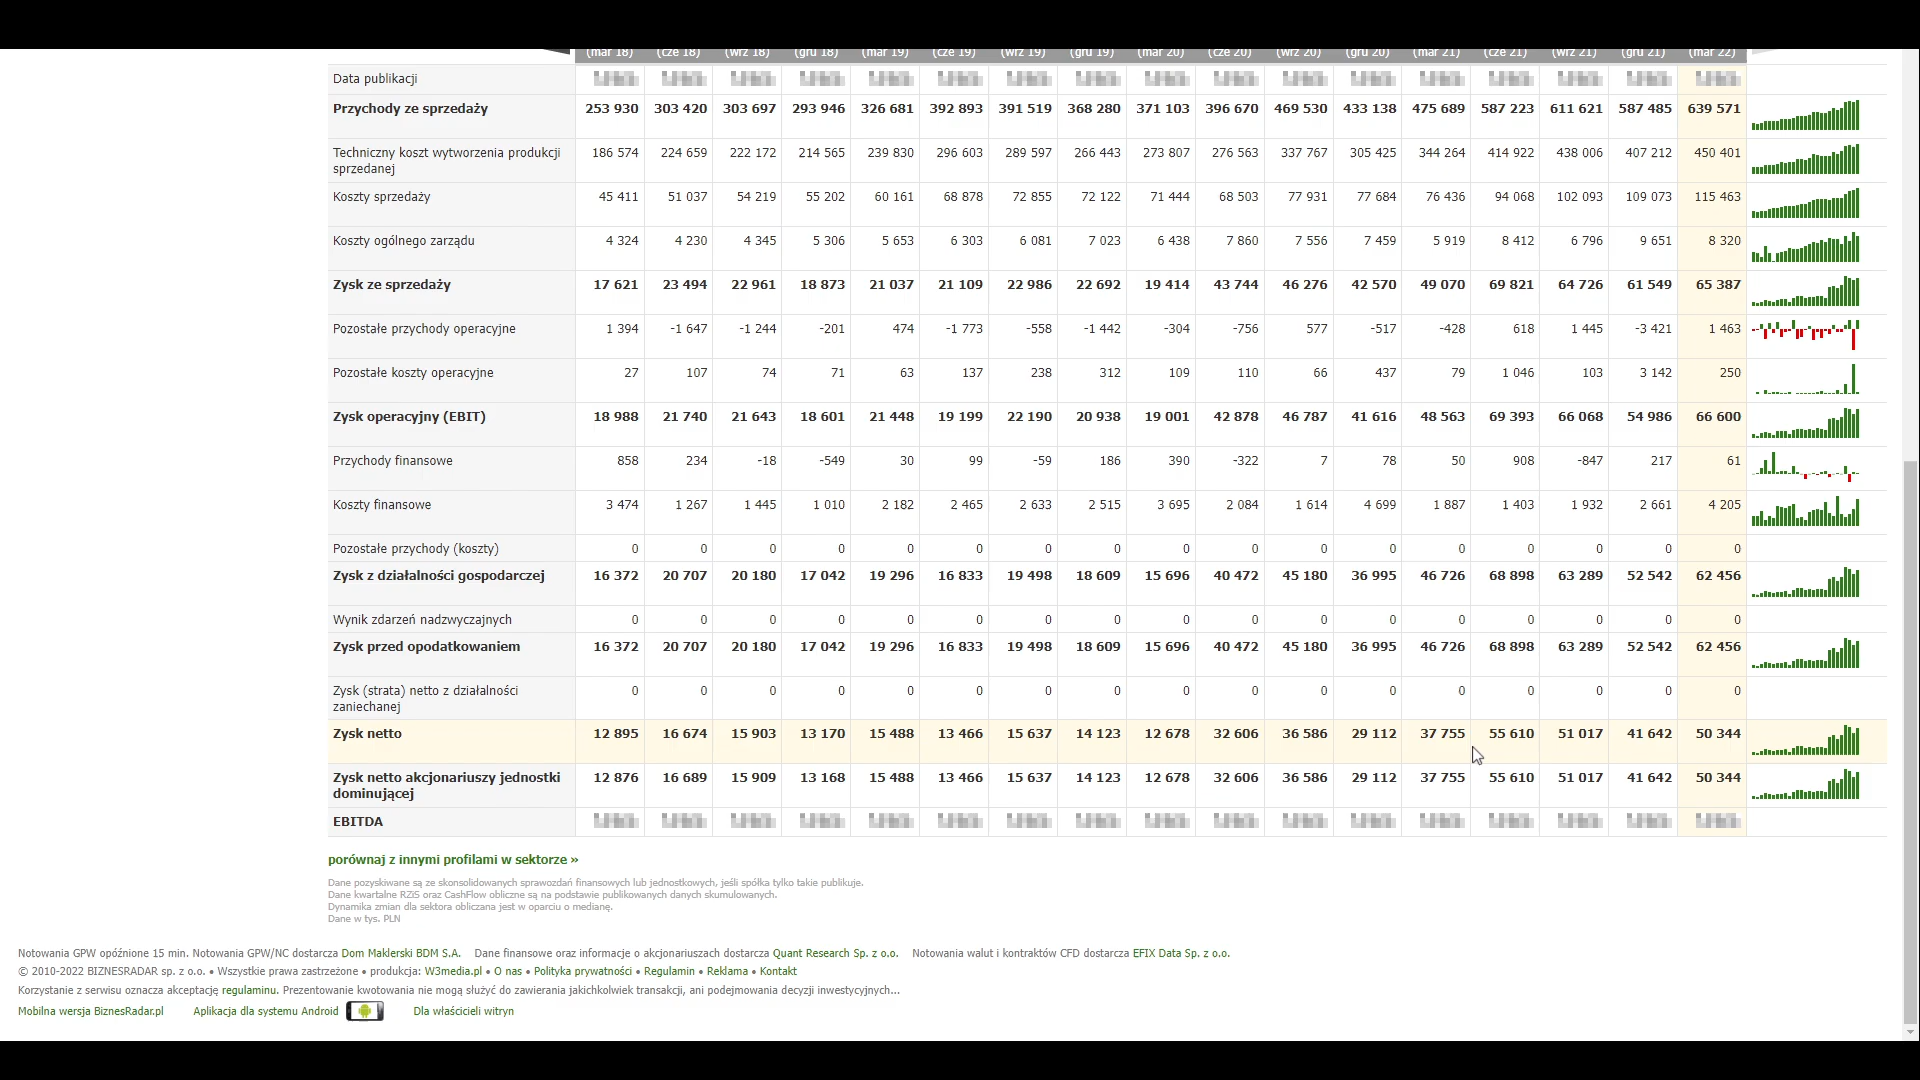 (mar 18) (cze 18) (wrz 18) (gru 18) (mar 19) (cze 19) (wrz 19) (gru 19) (mar 20) (cze 20) (wrz 20) (gru 20) (mar 21) (cze 21) (wrz 21) (gru 21) (mar 22)
Data publikacji
Przychody ze sprzedaży 253 930 303 420 303 697 293 946 326 681 392 893 391 519 368 280 371 103 396 670 469 530 433 138 475 689 587 223 611 621 587 485 639 571
Techniczny koszt wytworzenia produkcji 186 574 224 659 222 172 214 565 239 830 296 603 289 597 266 443 273 807 276 563 337 767 305 425 344 264 414 922 438 006 407 212 450 401
sprzedanej
Koszty sprzedaży 45 411 51 037 54 219 55 202 60 161 68 878 72 855 72 122 71 444 68 503 77 931 77 684 76 436 94 068 102 093 109 073 115 463
Koszty ogólnego zarządu 4 324 4 230 4 345 5 306 5 653 6 303 6 081 7 023 6 438 7 860 7 556 7 459 5 919 8 412 6 796 9 651 8 320
Zysk ze sprzedaży 17 621 23 494 22 961 18 873 21 037 21 109 22 986 22 692 19 414 43 744 46 276 42 570 49 070 69 821 64 726 61 549 65 387
Pozostałe przychody operacyjne 1 394 -1 647 -1 244 -201 474 -1 773 -558 -1 442 -304 -756 577 -517 -428 618 1 445 -3 421 1 463
Pozostałe koszty operacyjne 27 107 74 71 63 137 238 312 109 110 66 437 79 1 046 103 3 142 250
Zysk operacyjny (EBIT) 18 988 21 740 21 643 18 601 21 448 19 199 22 190 20 938 19 001 42 878 46 787 41 616 48 563 69 393 66 068 54 986 66 600
Przychody finansowe 858 234 -18 -549 30 99 -59 186 390 -322 7 78 50 908 -847 217 61
Koszty finansowe 3 474 1 267 1 445 1 010 2 182 2 465 2 633 2 515 3 695 2 084 1 614 4 699 1 887 1 403 1 932 2 661 4 205
Pozostałe przychody (koszty) 0 0 0 0 0 0 0 0 0 0 0 0 0 0 0 0 0
Zysk z działalności gospodarczej 16 372 20 707 20 180 17 042 19 296 16 833 19 498 18 609 15 696 40 472 45 180 36 995 46 726 68 898 63 289 52 542 62 456
Wynik zdarzeń nadzwyczajnych 0 0 0 0 0 0 0 0 0 0 0 0 0 0 0 0 0
Zysk przed opodatkowaniem 16 372 20 707 20 180 17 042 19 296 16 833 19 498 18 609 15 696 40 472 45 180 36 995 46 726 68 898 63 289 52 542 62 456
Zysk (strata) netto z działalności 0 0 0 0 0 0 0 0 0 0 0 0 0 0 0 0 0
zaniechanej
Zysk netto 12 895 16 674 15 903 13 170 15 488 13 466 15 637 14 123 12 678 32 606 36 586 29 112 37 755 55 610 51 017 41 642 50 344
Zysk netto akcjonariuszy jednostki 12 876 16 689 15 909 13 168 15 488 13 466 15 637 14 123 12 678 32 606 36 586 29 112 37 755 55 610 51 017 41 642 50 344
dominującej
EBITDA
porównaj z innymi profilami w sektorze »
Dane pozyskiwane są ze skonsolidowanych sprawozdań finansowych lub jednostkowych, jeśli spółka tylko takie publikuje.
Dane kwartalne RZiS oraz CashFlow obliczne są na podstawie publikowanych danych skumulowanych.
Dynamika zmian dla sektora obliczana jest w oparciu o medianę.
Dane w tys. PLN
Notowania GPW opóźnione 15 min. Notowania GPW/NC dostarcza Dom Maklerski BDM S.A. Dane finansowe oraz informacje o akcjonariuszach dostarcza Quant Research Sp. z o.o. Notowania walut i kontraktów CFD dostarcza EFIX Data Sp. z o.o.
© 2010-2022 BIZNESRADAR sp. z o.o. • Wszystkie prawa zastrzeżone • produkcja: W3media.pl • O nas • Polityka prywatności • Regulamin • Reklama • Kontakt
Korzystanie z serwisu oznacza akceptację regulaminu. Prezentowanie kwotowania nie mogą służyć do zawierania jakichkolwiek transakcji, ani podejmowania decyzji inwestycyjnych...
Mobilna wersja BiznesRadar.pl Aplikacja dla systemu Android Dla właścicieli witryn